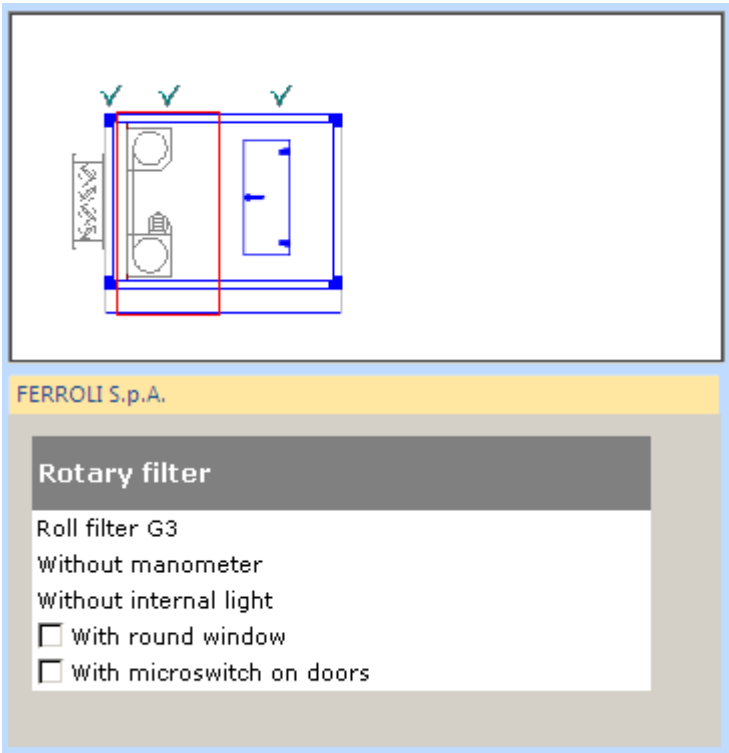 FERROLI S.p.A.
Rotary filter
Roll filter G3
Without manometer
Without internal light
With round window
With microswitch on doors